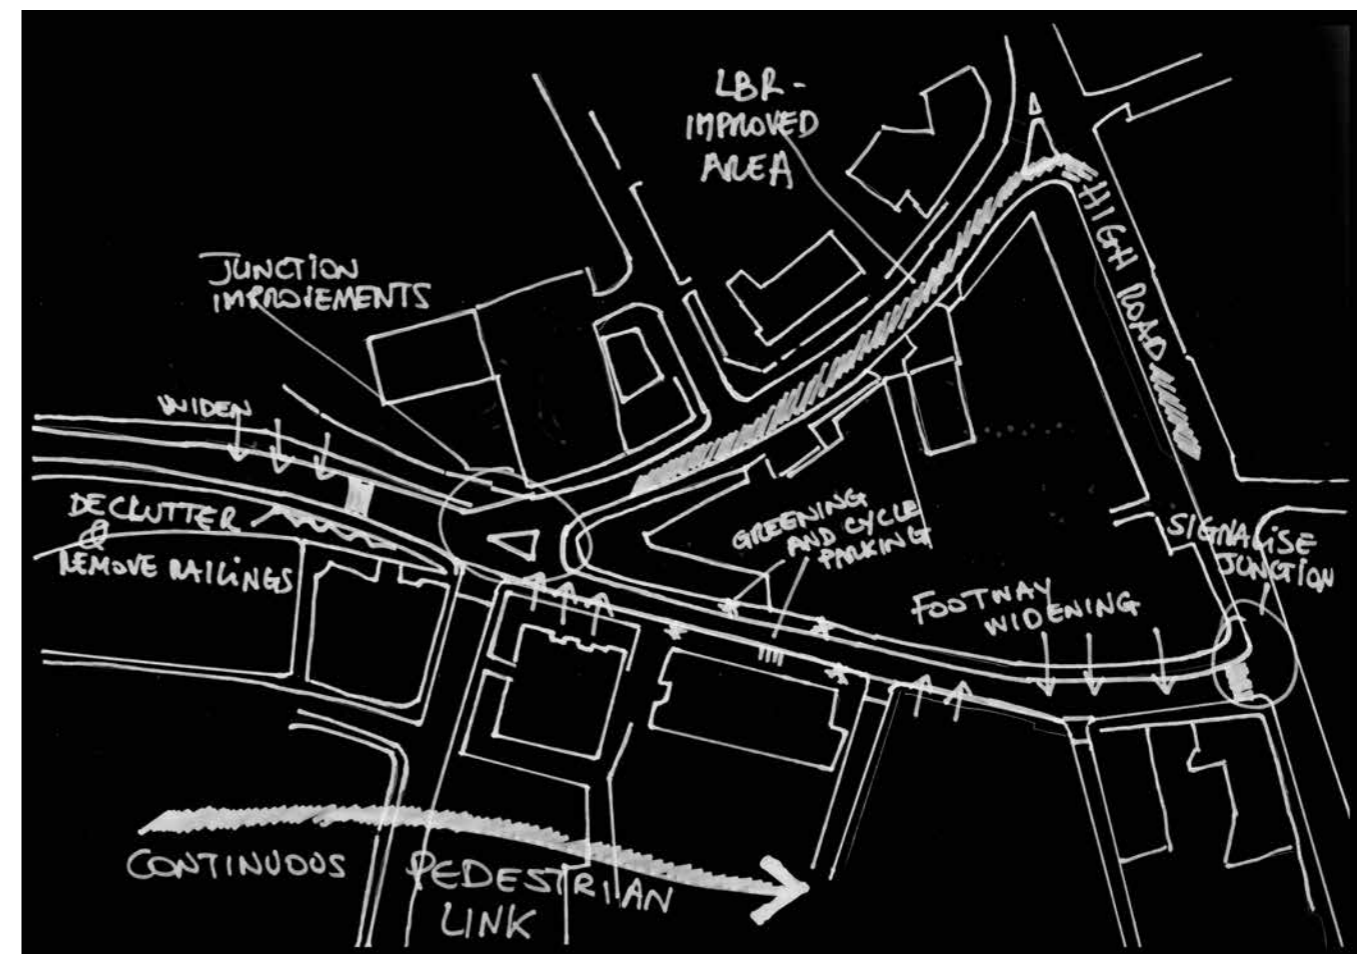 LBR-
IMPROVED
AREA
HIGH ROAD
JUNCTION
IMPROVEMENTS
WIDEN
DECLUTTER
&
REMOVE RAILINGS
GREENING
AND CYCLE
PARKING
SIGNALISE
JUNCTION
FOOTWAY
WIDENING
CONTINUOUS PEDESTRIAN
LINK